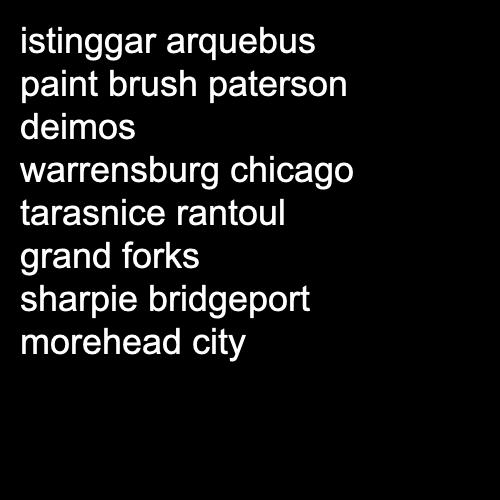 istinggar arquebus
paint brush paterson
deimos
warrensburg chicago
tarasnice rantoul
grand forks
sharpie bridgeport
morehead city